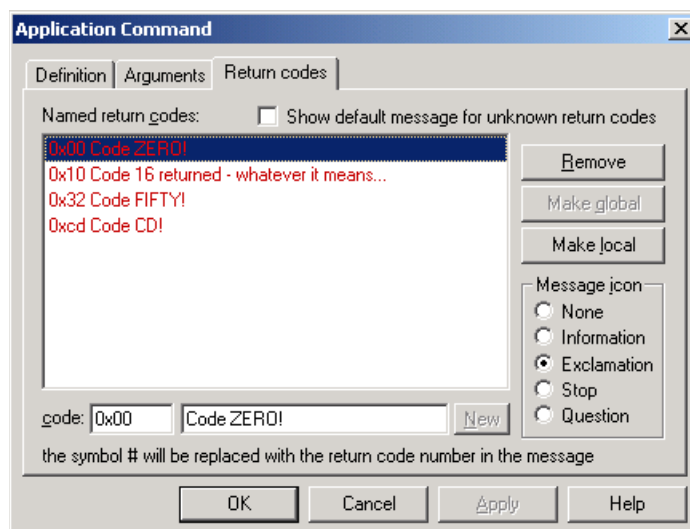 Application Command
Definition Arguments Return codes
Named return codes: Show default message for unknown return codes
0x00 Code ZERO!
0x10 Code 16 returned - whatever it means...
0x32 Code FIFTY!
0xcd Code CD!
Remove
Make global
Make local
Message icon
None
Information
Exclamation
Stop
Question
code: 0x00 Code ZERO! New
the symbol # will be replaced with the return code number in the message
OK Cancel Apply Help